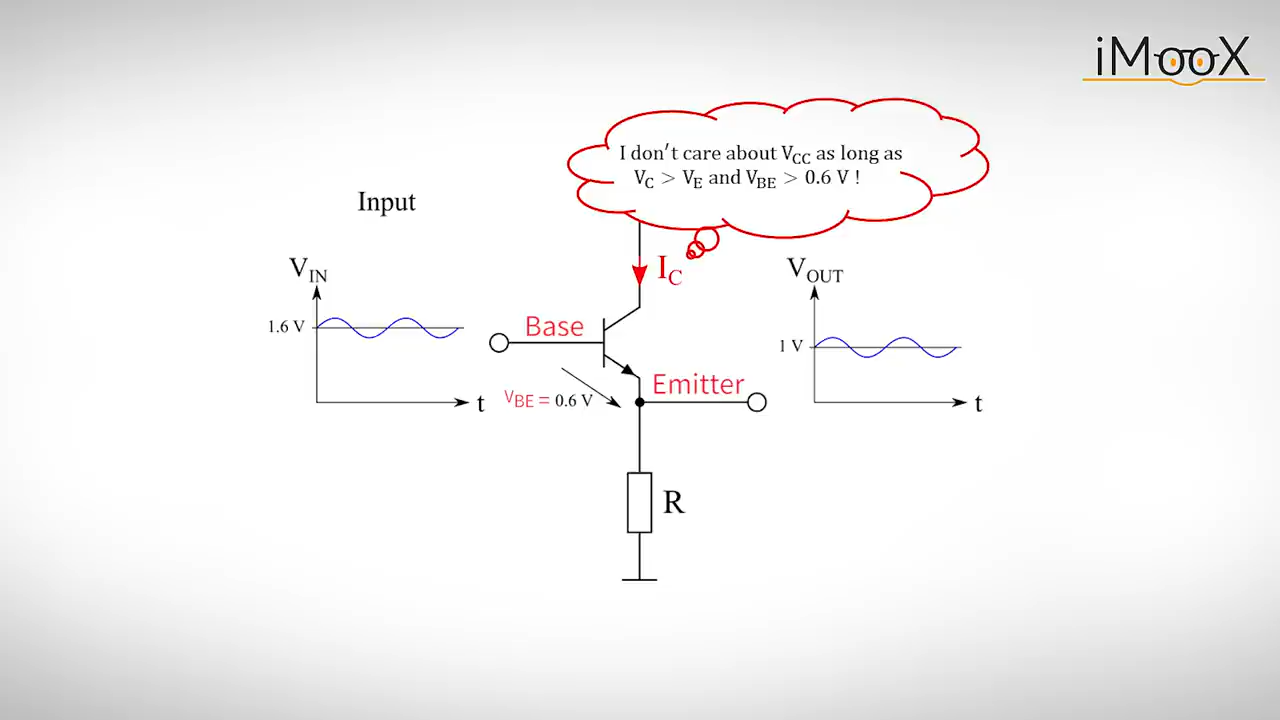 iMooX
I don't care about VCC as long as
VC > VE and VBE > 0.6 V !
Input
VIN
IC
VOUT
1.6 V
Base
1 V
Emitter
VBE = 0.6 V
t
t
R